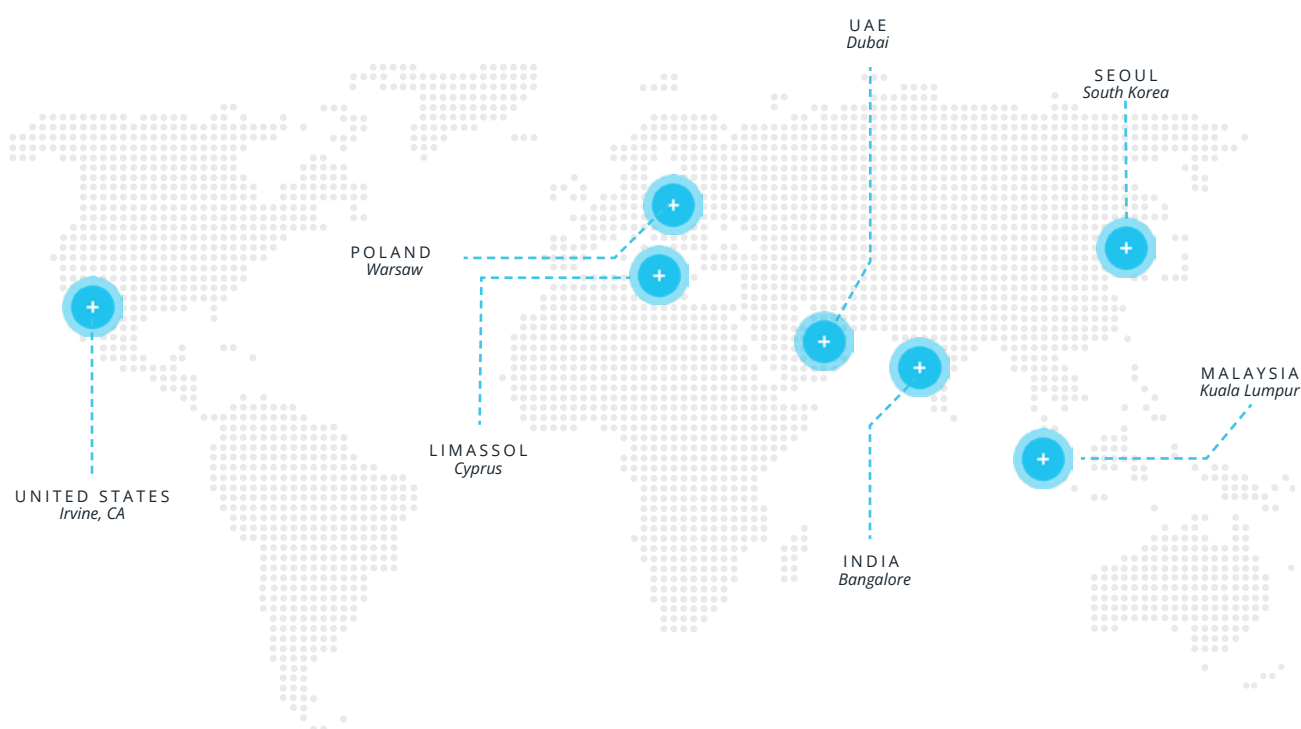 UAE
Dubai
SEOUL
South Korea
POLAND
Warsaw
MALAYSIA
Kuala Lumpur
LIMASSOL
Cyprus
UNITED STATES
Irvine, CA
INDIA
Bangalore